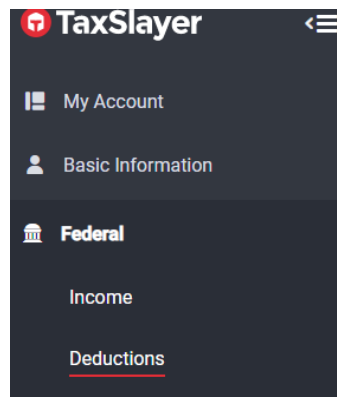 TaxSlayer
My Account
Basic Information
Federal
Income
Deductions